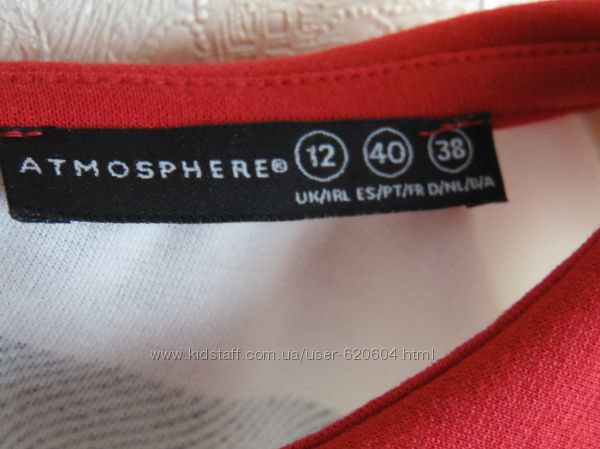 ATMOSPHERE® 12 40 38
UK/IRL ES/PT/FR D/NL/B/A
www.kidstaff.com.ua/user-620604.html